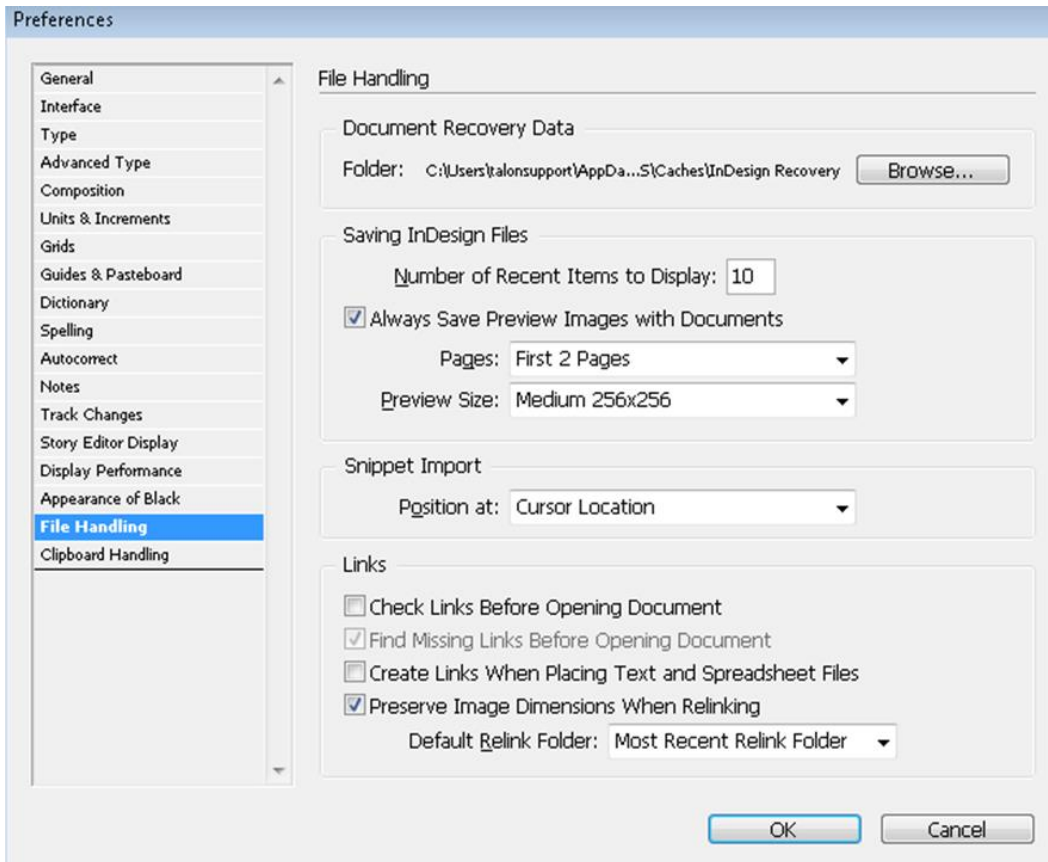 Preferences
General
Interface
Type
Advanced Type
Composition
Units & Increments
Grids
Guides & Pasteboard
Dictionary
Spelling
Autocorrect
Notes
Track Changes
Story Editor Display
Display Performance
Appearance of Black
File Handling
Clipboard Handling
File Handling
Document Recovery Data
Folder: C:\Users\talonsupport\AppDa...S\Caches\InDesign Recovery Browse...
Saving InDesign Files
Number of Recent Items to Display: 10
Always Save Preview Images with Documents
Pages: First 2 Pages
Preview Size: Medium 256x256
Snippet Import
Position at: Cursor Location
Links
Check Links Before Opening Document
Find Missing Links Before Opening Document
Create Links When Placing Text and Spreadsheet Files
Preserve Image Dimensions When Relinking
Default Relink Folder: Most Recent Relink Folder
OK Cancel